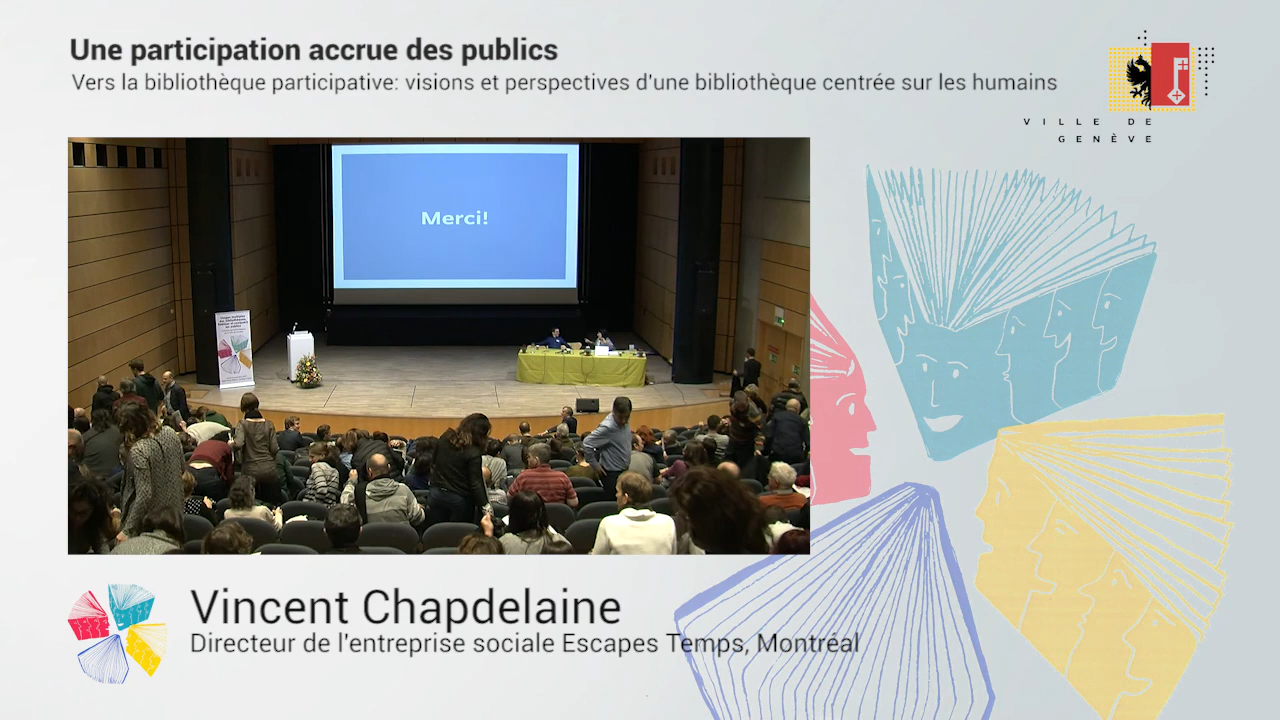 Une participation accrue des publics
Vers la bibliothèque participative: visions et perspectives d'une bibliothèque centrée sur les humains
VILLE DE
GENÈVE
Merci!
Vincent Chapdelaine
Directeur de l'entreprise sociale Escapes Temps, Montréal